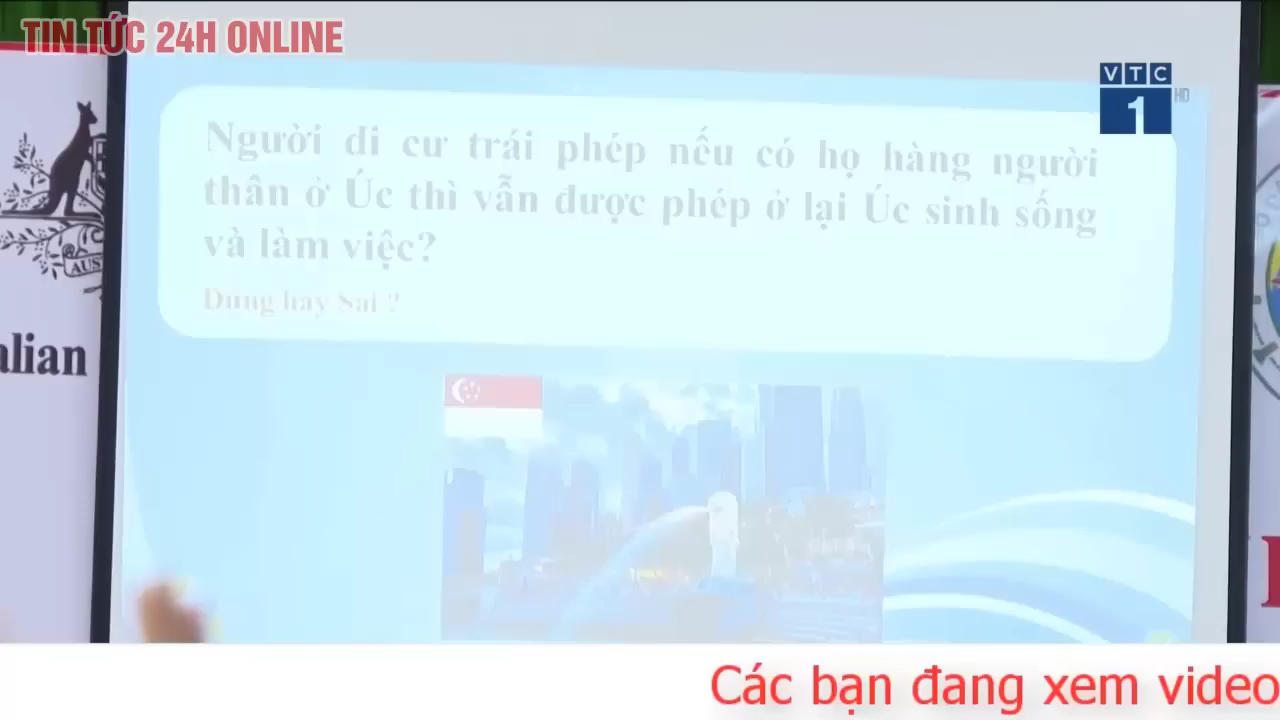 TIN TỨC 24H ONLINE
VTC
1
HD
Người di cư trái phép nếu có họ hàng người
thân ở Úc thì vẫn được phép ở lại Úc sinh sống
và làm việc?
Đúng hay Sai ?
AUS
alian
Các bạn đang xem video